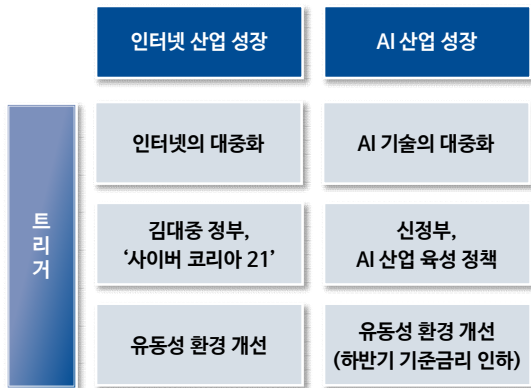 인터넷 산업 성장
AI 산업 성장
트
리
거
인터넷의 대중화
AI 기술의 대중화
김대중 정부,
‘사이버 코리아 21’
신정부,
AI 산업 육성 정책
유동성 환경 개선
유동성 환경 개선
(하반기 기준금리 인하)